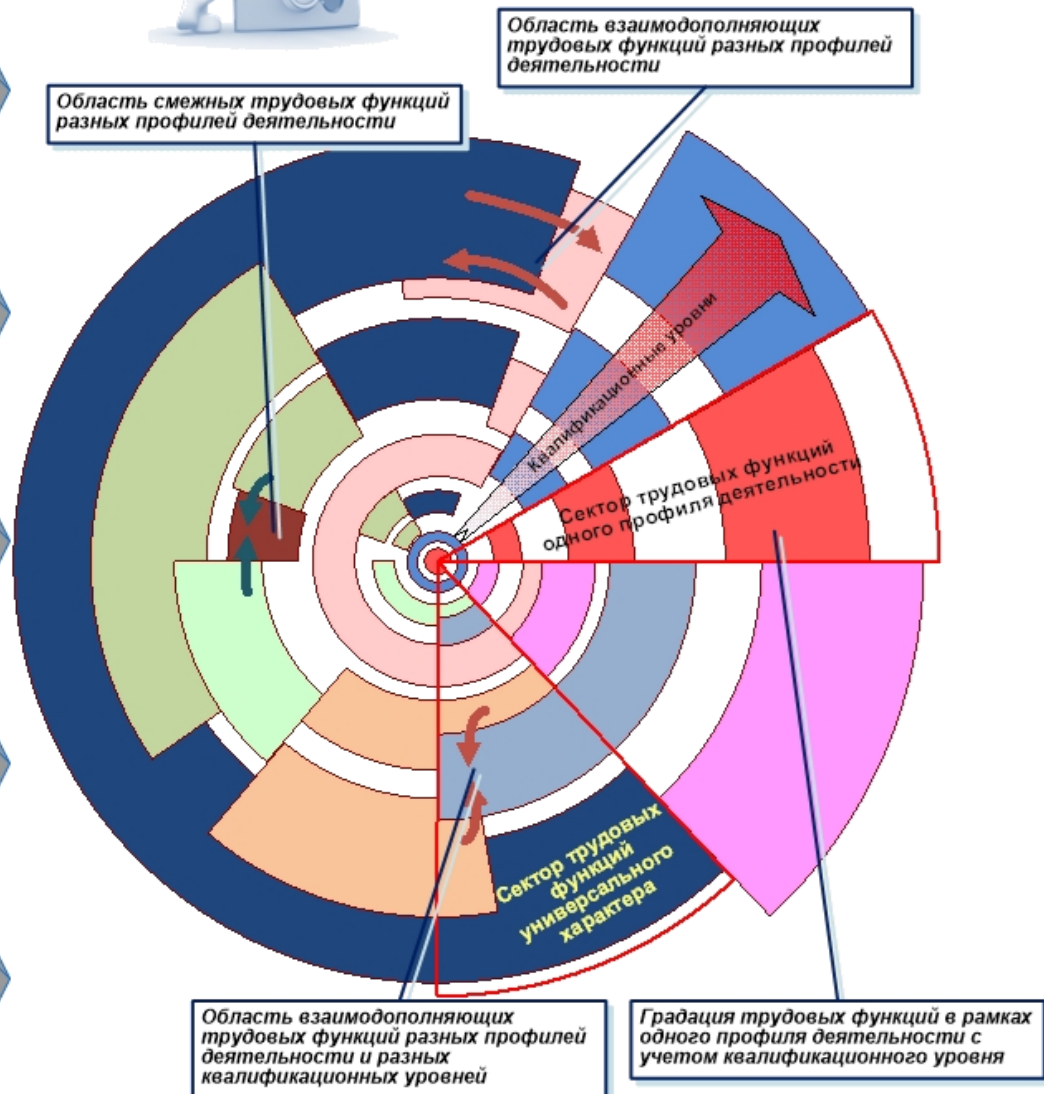 Область взаимодополняющих
трудовых функций разных профилей
деятельности
Область смежных трудовых функций
разных профилей деятельности
Квалификационные уровни
Сектор трудовых функций
одного профиля деятельности
Сектор трудовых
функций
универсального
характера
Область взаимодополняющих
трудовых функций разных профилей
деятельности и разных
квалификационных уровней
Градация трудовых функций в рамках
одного профиля деятельности с
учетом квалификационного уровня